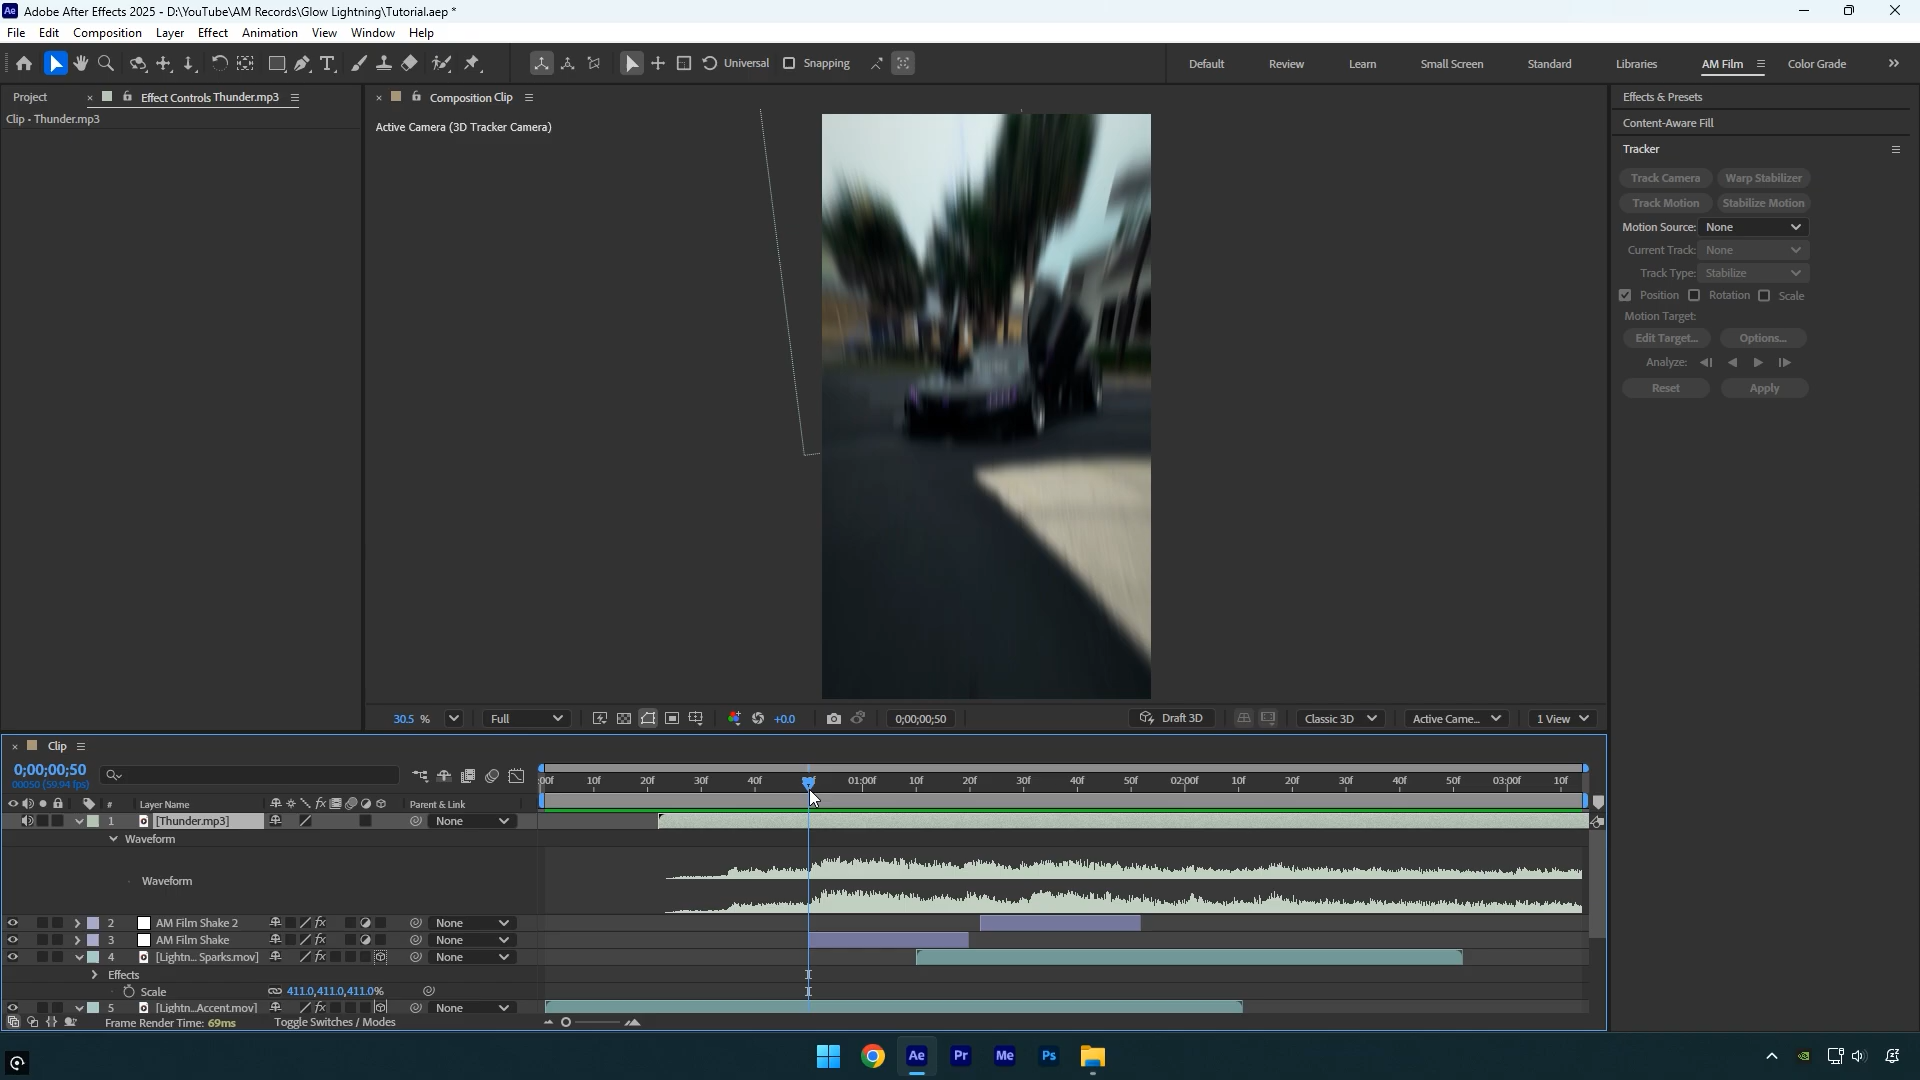 Adobe After Effects 2025 - D:\YouTube\AM Records\Glow Lightning\Tutorial.aep *
File Edit Composition Layer Effect Animation View Window Help
Universal Snapping Default Review Learn Small Screen Standard Libraries AM Film Color Grade
Project Effect Controls Thunder.mp3 Composition Clip Effects & Presets
Clip - Thunder.mp3
Active Camera (3D Tracker Camera)
Content-Aware Fill
Tracker
Track Camera Warp Stabilizer
Track Motion Stabilize Motion
Motion Source: None
Current Track: None
Track Type: Stabilize
Position Rotation Scale
Motion Target:
Edit Target... Options...
Analyze:
Reset Apply
30.5 % Full +0.0 0;00;00;50 Draft 3D Classic 3D Active Came... 1 View
Clip
0;00;00;50
00050 (59.94 fps)
:00f 10f 20f 30f 40f 01:00f 10f 20f 30f 40f 50f 02:00f 10f 20f 30f 40f 50f 03:00f 10f
# Layer Name fx Parent & Link
1 [Thunder.mp3] None
Waveform
Waveform
2 AM Film Shake 2 fx None
3 AM Film Shake fx None
4 [Lightn... Sparks.mov] fx None
Effects
Scale 411.0,411.0,411.0%
5 [Lightn...Accent.mov] fx None
Frame Render Time: 69ms Toggle Switches / Modes
Ae Pr Me Ps